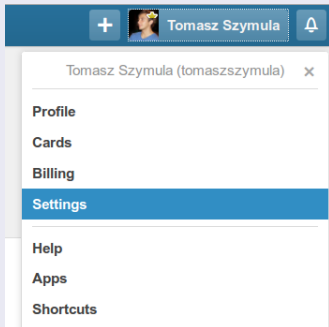 Tomasz Szymula
Tomasz Szymula (tomaszszymula)
Profile
Cards
Billing
Settings
Help
Apps
Shortcuts